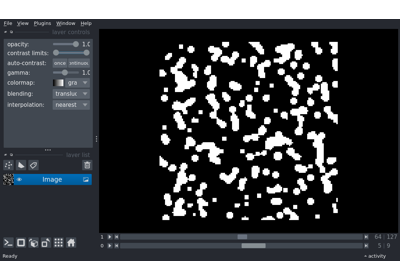 File View Plugins Window Help
layer controls
opacity: 1.0
contrast limits:
auto-contrast: once continuous
gamma: 1.0
colormap: gra
blending: transluc
interpolation: nearest
layer list
Image
1 64 127
0 5 9
Ready activity